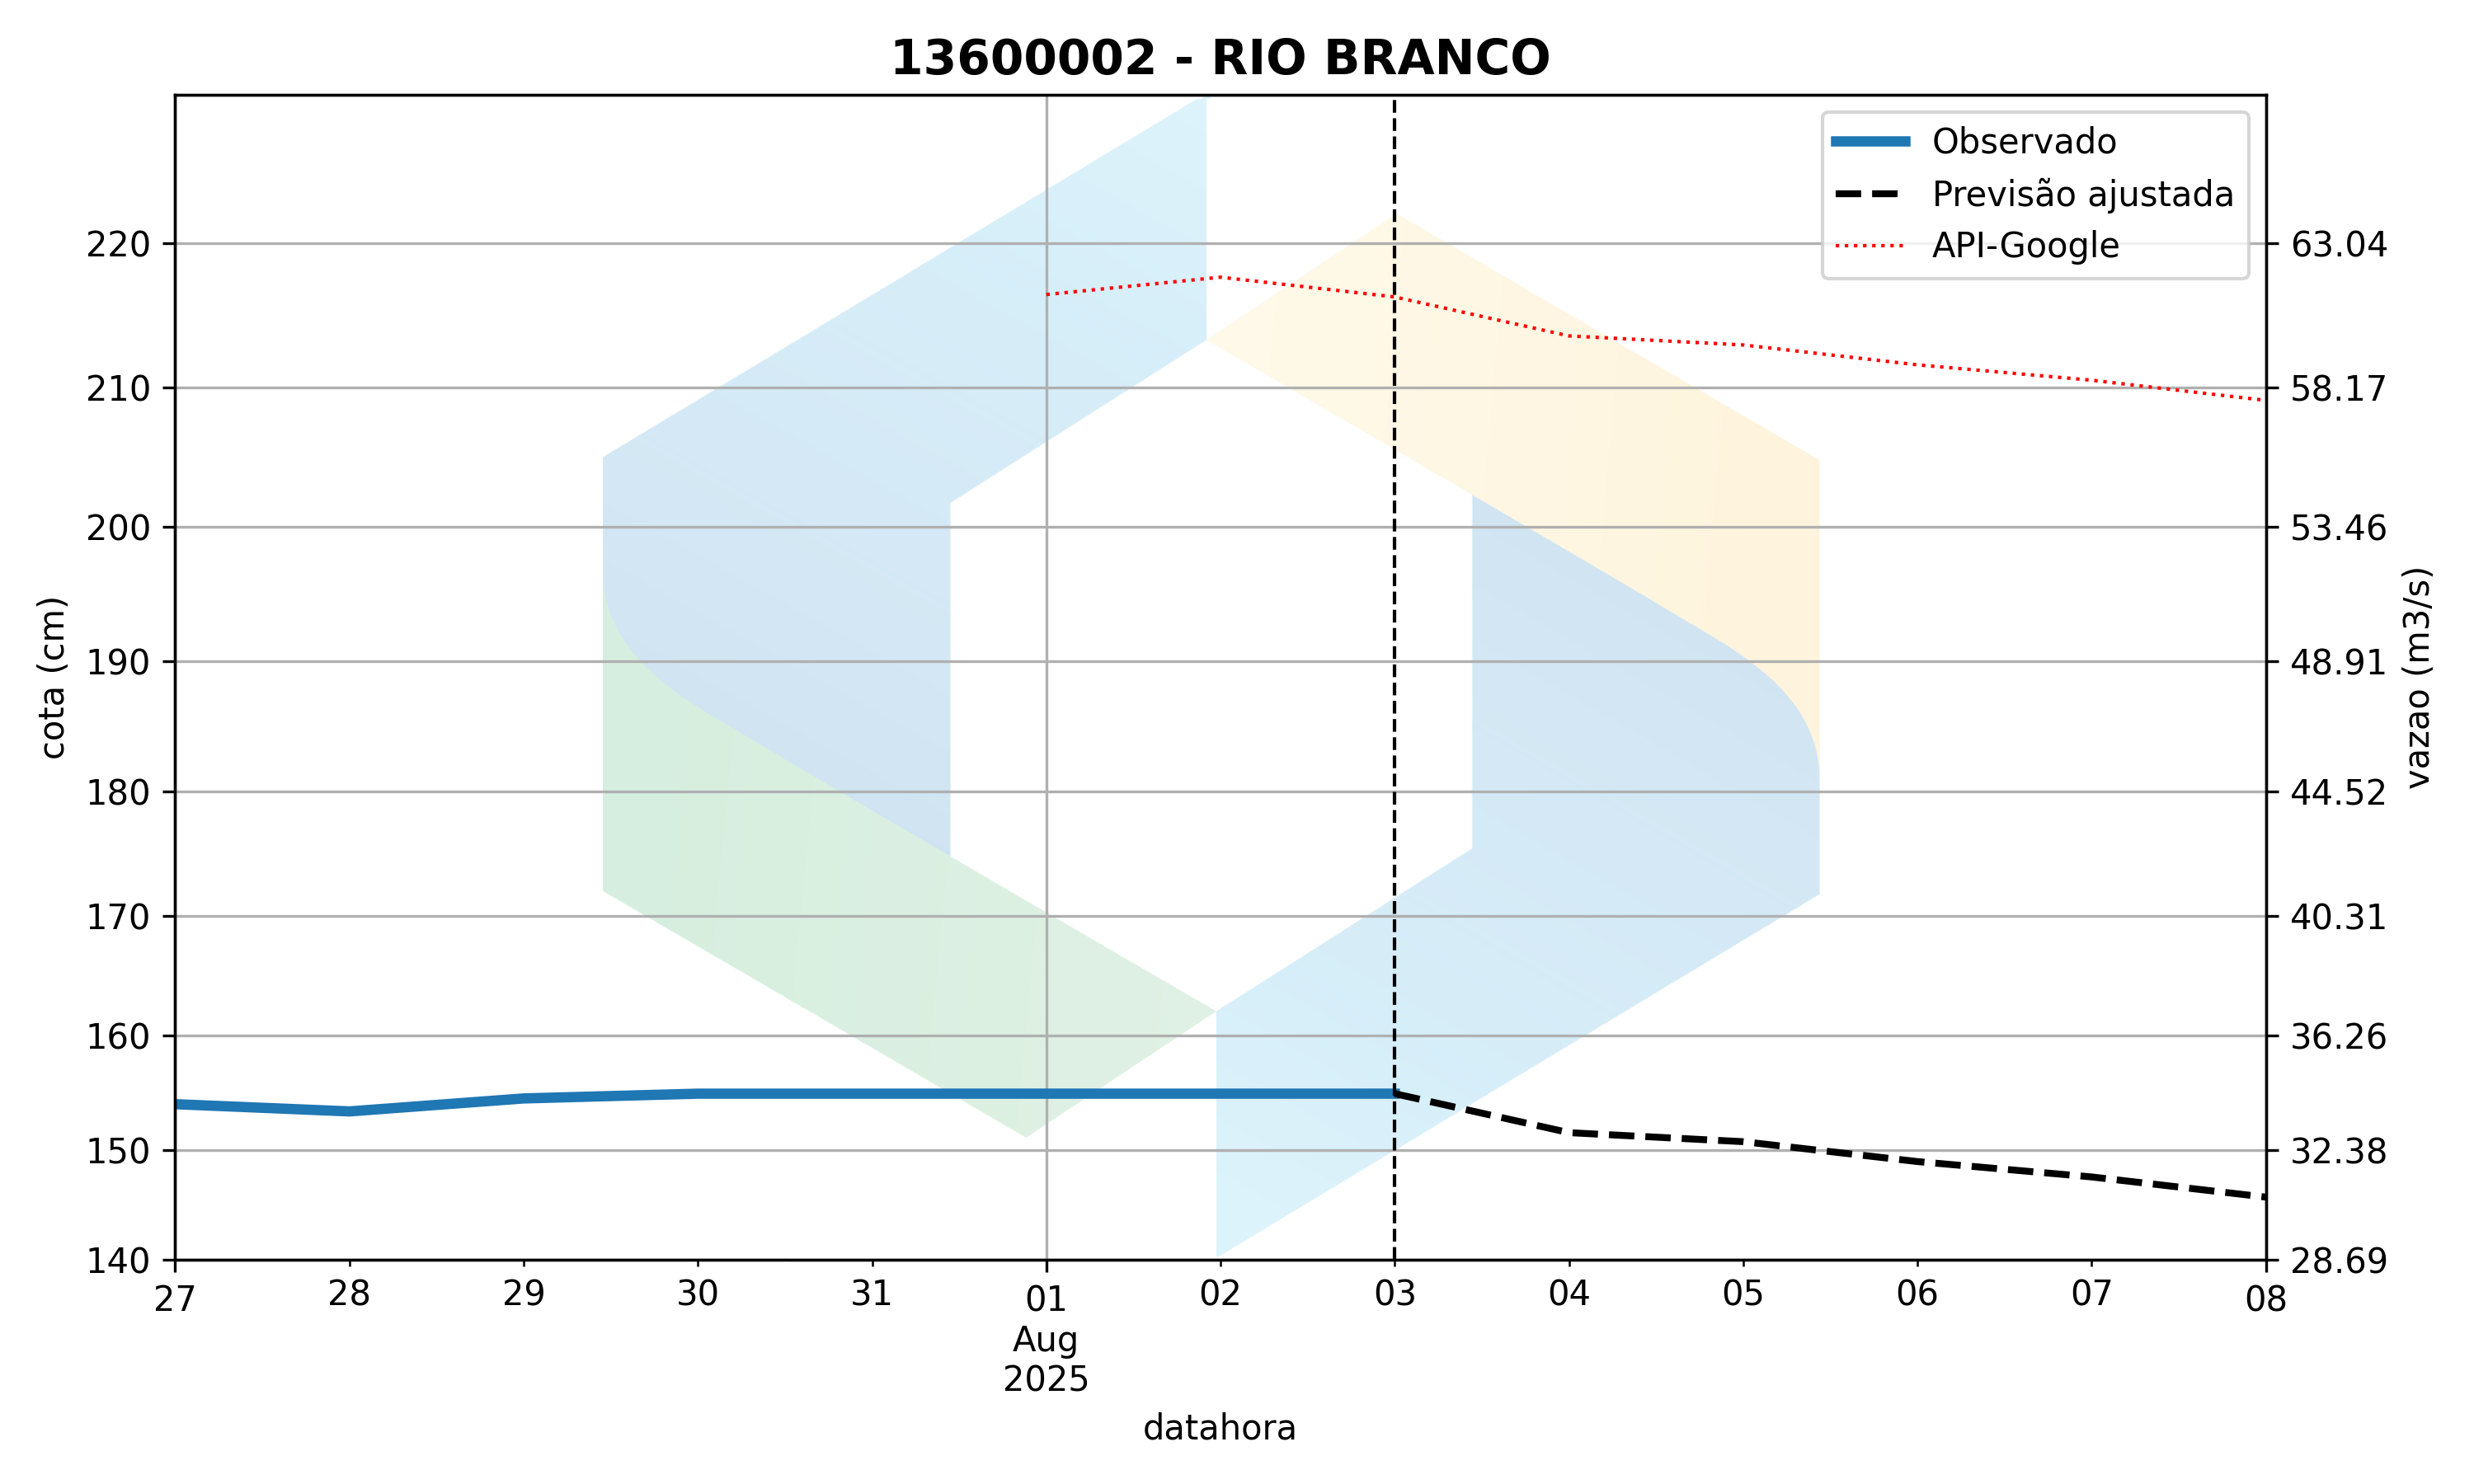 13600002 - RIO BRANCO
Observado
Previsão ajustada
API-Google
220
210
200
190
180
170
160
150
140
cota (cm)
63.04
58.17
53.46
48.91
44.52
40.31
36.26
32.38
28.69
vazao (m3/s)
27 28 29 30 31 01 02 03 04 05 06 07 08
Aug
2025
datahora